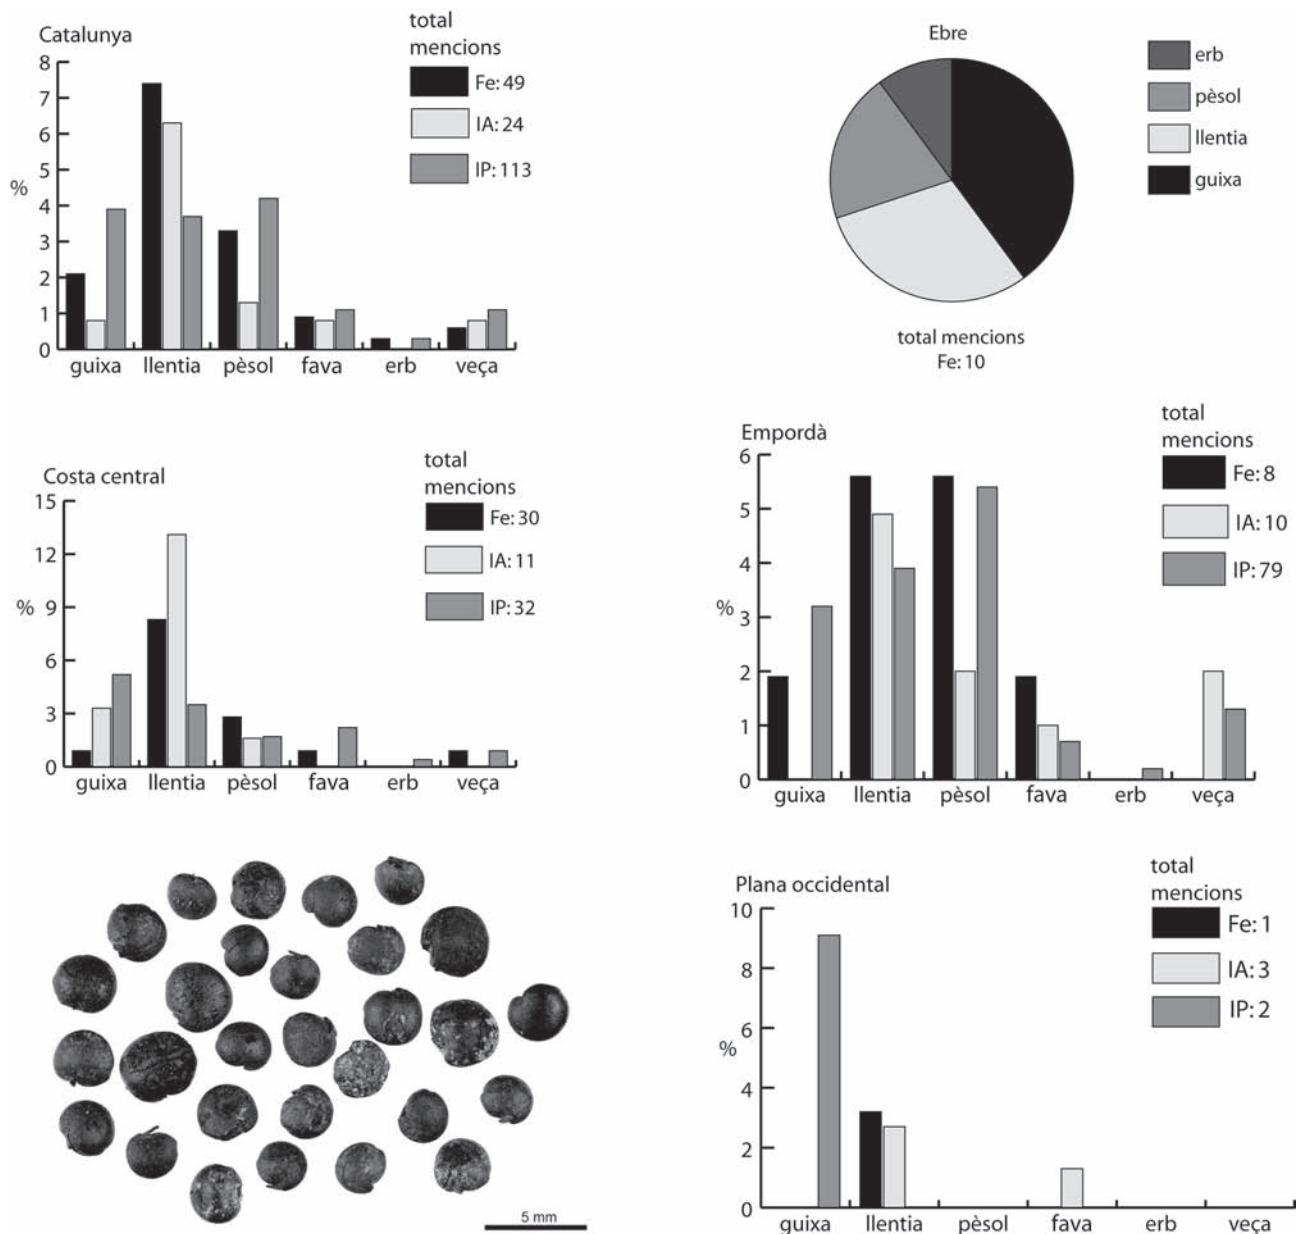 Catalunya
total
mencions
Fe: 49
IA: 24
IP: 113
8
7
6
5
4
3
2
1
0
%
guixa llentia pèsol fava erb veça
Ebre
erb
pèsol
llentia
guixa
total mencions
Fe: 10
Costa central
total
mencions
Fe: 30
IA: 11
IP: 32
15
12
9
6
3
0
%
guixa llentia pèsol fava erb veça
Empordà
total
mencions
Fe: 8
IA: 10
IP: 79
6
5
4
3
2
1
0
%
guixa llentia pèsol fava erb veça
5 mm
Plana occidental
total
mencions
Fe: 1
IA: 3
IP: 2
10
8
6
4
2
0
%
guixa llentia pèsol fava erb veça